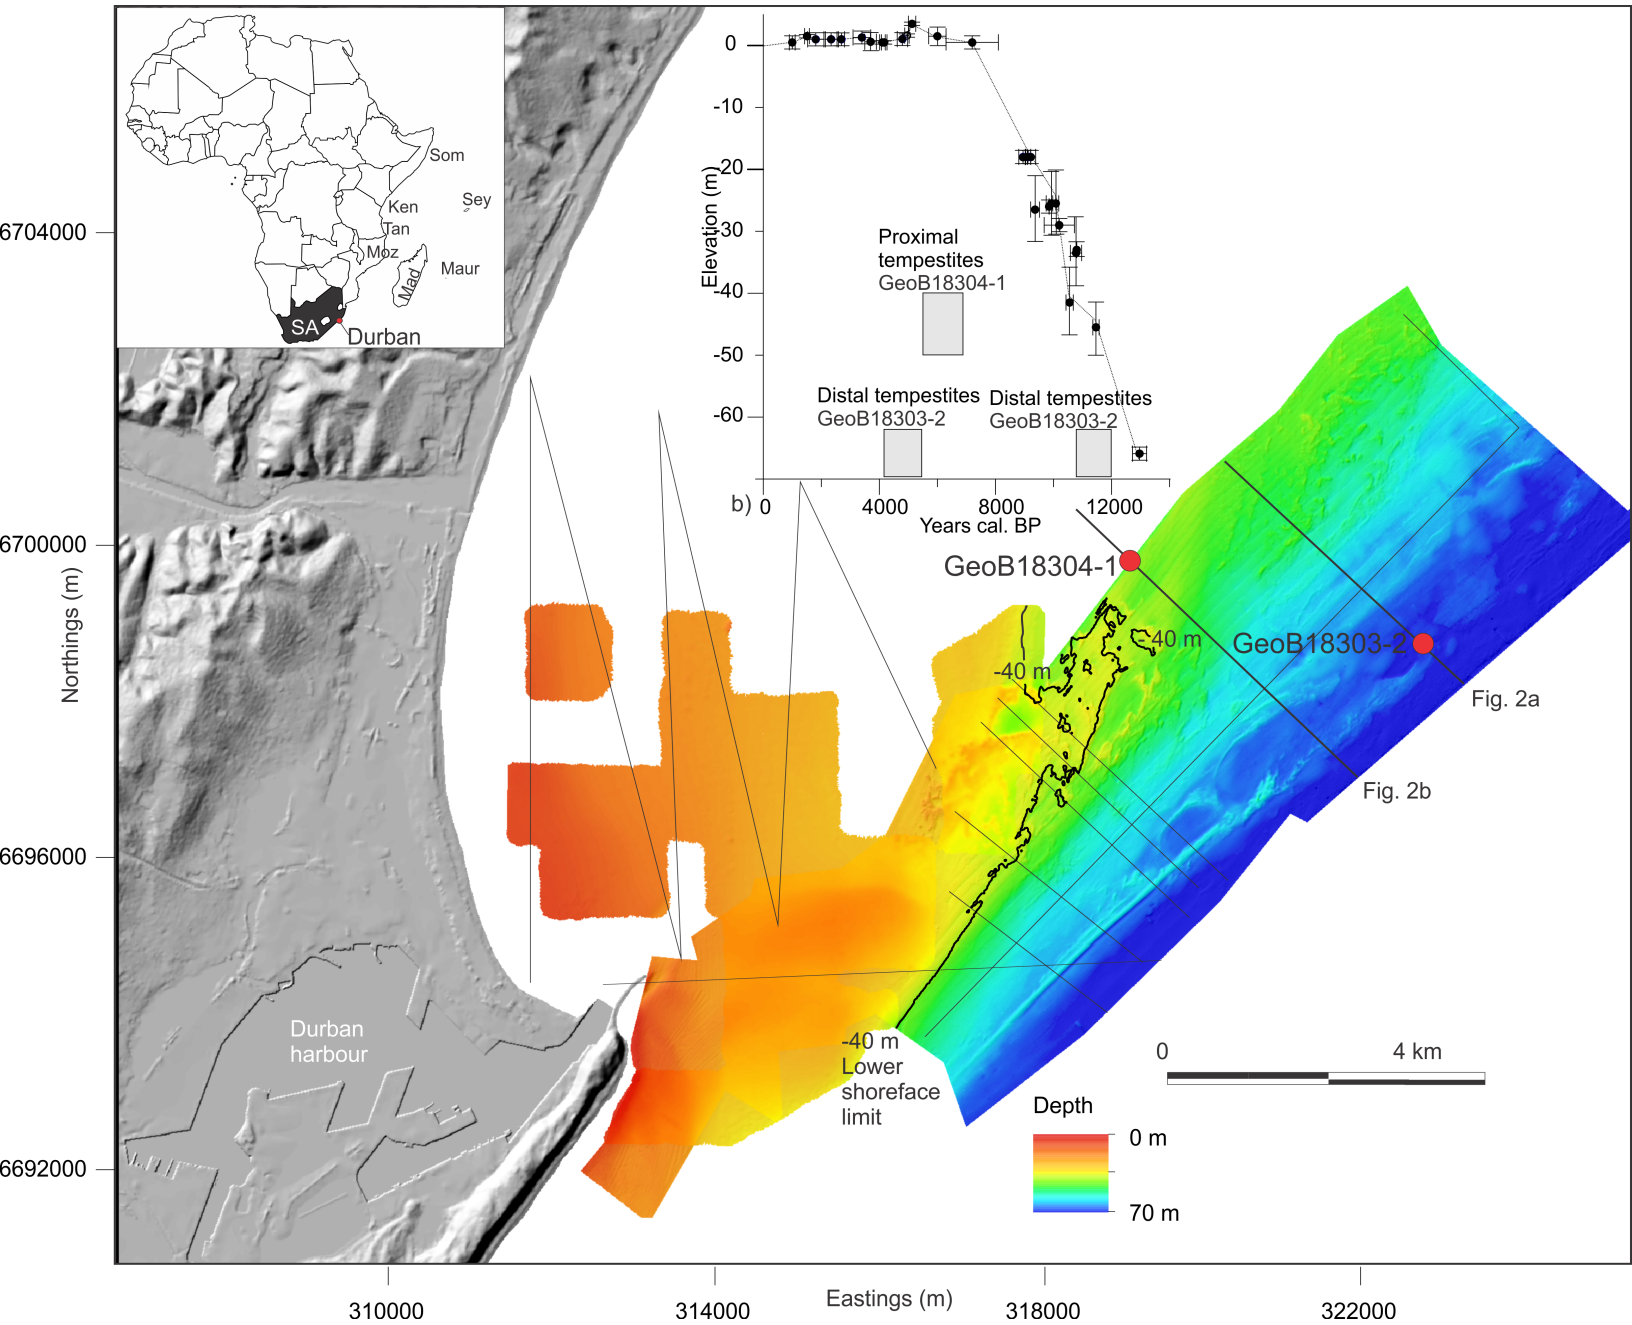 Som
Sey
Ken
Tan
Moz
Maur
Mad
SA
Durban
0
-10
-20
-30
-40
-50
-60
Elevation (m)
Proximal
tempestites
GeoB18304-1
Distal tempestites
GeoB18303-2
Distal tempestites
GeoB18303-2
b)
0
4000
8000
12000
Years cal. BP
6704000
6700000
6696000
6692000
Northings (m)
GeoB18304-1
GeoB18303-2
- 40 m
-40 m
Fig. 2a
Fig. 2b
Durban
harbour
-40 m
Lower
shoreface
limit
0
4 km
Depth
0 m
70 m
310000
314000
318000
322000
Eastings (m)